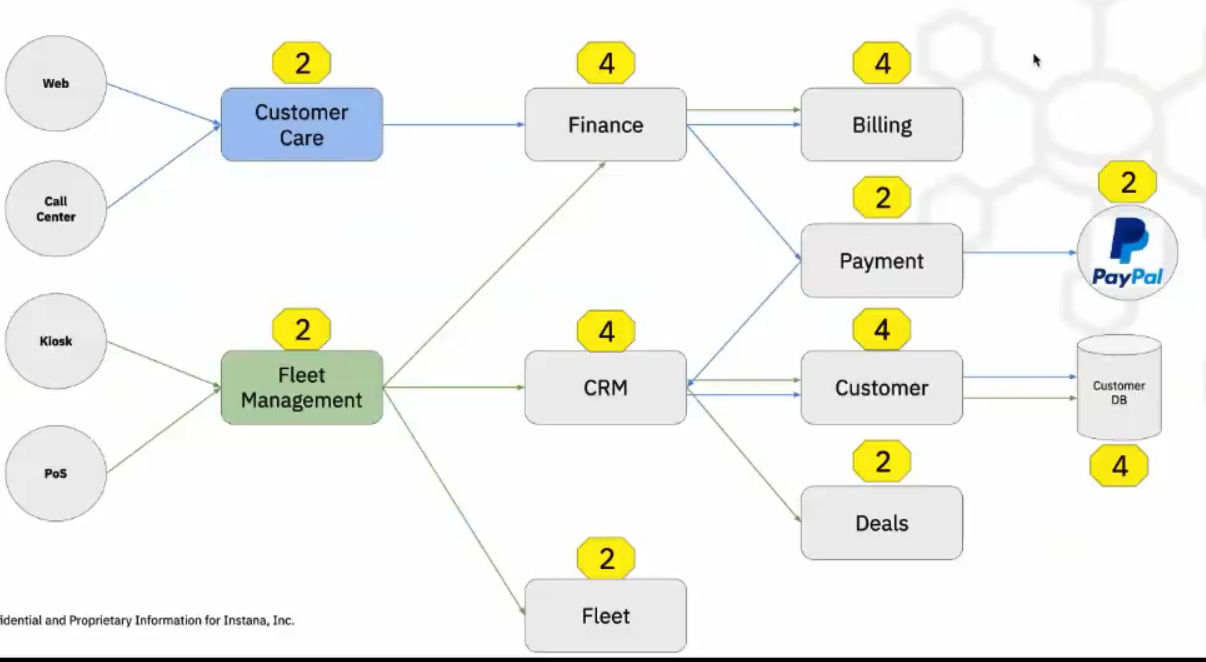 Web
Call
Center
Kiosk
PoS
2
Customer
Care
2
Fleet
Management
4
Finance
4
CRM
2
Fleet
4
Billing
2
Payment
4
Customer
2
Deals
2
PayPal
Customer
DB
4
fidential and Proprietary Information for Instana, Inc.